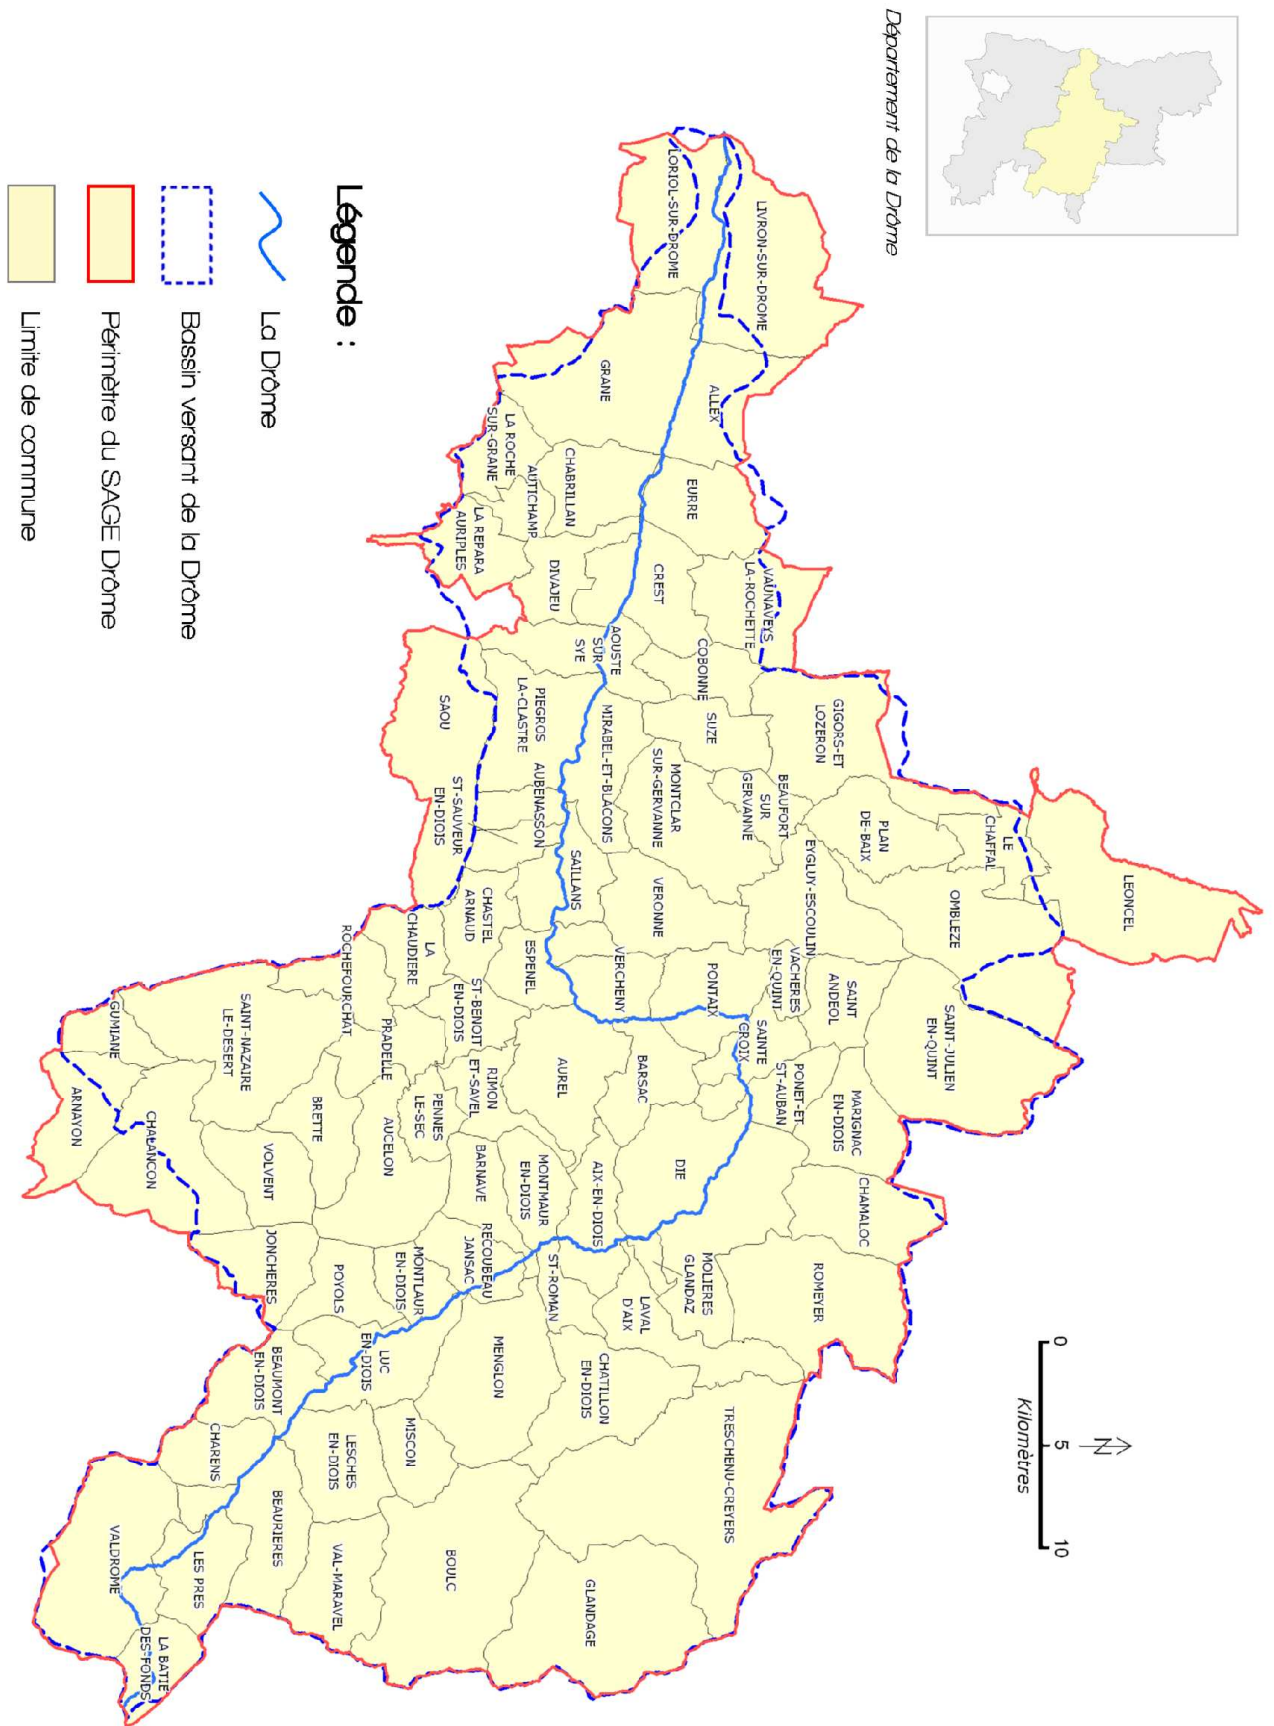 Département de la Drôme
0
5
10
Kilomètres
N
LEONCEL
LE
CHAFFAL
OMBLEZE
PLAN
DE-BAIX
GIGORS-ET
LOZERON
SAINT-JULIEN
EN-QUINT
LIVRON-SUR-DROME
ALLEX
EURRE
VAUNAVEYS
LA-ROCHETTE
COBONNE
SUZE
BEAUFORT
SUR
GERVANNE
EYGLUY-ESCOULIN
VACHERES
EN-QUINT
SAINT
ANDEOL
MARIGNAC
EN-DIOIS
CHAMALOC
ROMEYER
LORIOL-SUR-DROME
GRANE
CHABRILLAN
CREST
AOUSTE
SUR
SYE
MIRABEL-ET-BLACONS
MONTCLAR
SUR-GERVANNE
VERONNE
PONTAIX
SAINTE
CROIX
PONET-ET
ST-AUBAN
DIE
MOLIERES
GLANDAZ
TRESCHENU-CREYERS
LA ROCHE
SUR-GRANE
AUTICHAMP
LA REPARA
AURIPLES
DIVAJEU
PIEGROS
LA-CLASTRE
AUBENASSON
SAILLANS
VERCHENY
BARSAC
AUREL
AIX-EN-DIOIS
LAVAL
D'AIX
CHATILLON
EN-DIOIS
GLANDAGE
SAOU
ST-SAUVEUR
EN-DIOIS
CHASTEL
ARNAUD
ESPENEL
ST-BENOIT
EN-DIOIS
RIMON
ET-SAVEL
MONTMAUR
EN-DIOIS
ST-ROMAN
MENGLON
BOULC
LA
CHAUDIERE
PRADELLE
PENNES
LE-SEC
BARNAVE
RECOUBEAU
JANSAC
MONTLAUR
EN-DIOIS
LUC
EN-DIOIS
MISCON
ROCHEFOURCHAT
AUCELON
BRETTE
POYOLS
LESCHES
EN-DIOIS
VAL-MARAVEL
SAINT-NAZAIRE
LE-DESERT
VOLVENT
JONCHERES
BEAUMONT
EN-DIOIS
BEAURIERES
GUMIANE
CHALANCON
CHARENS
LES PRES
ARNAYON
VALDROME
LA BATIE
DES-FONDS
Légende :
La Drôme
Bassin versant de la Drôme
Périmètre du SAGE Drôme
Limite de commune